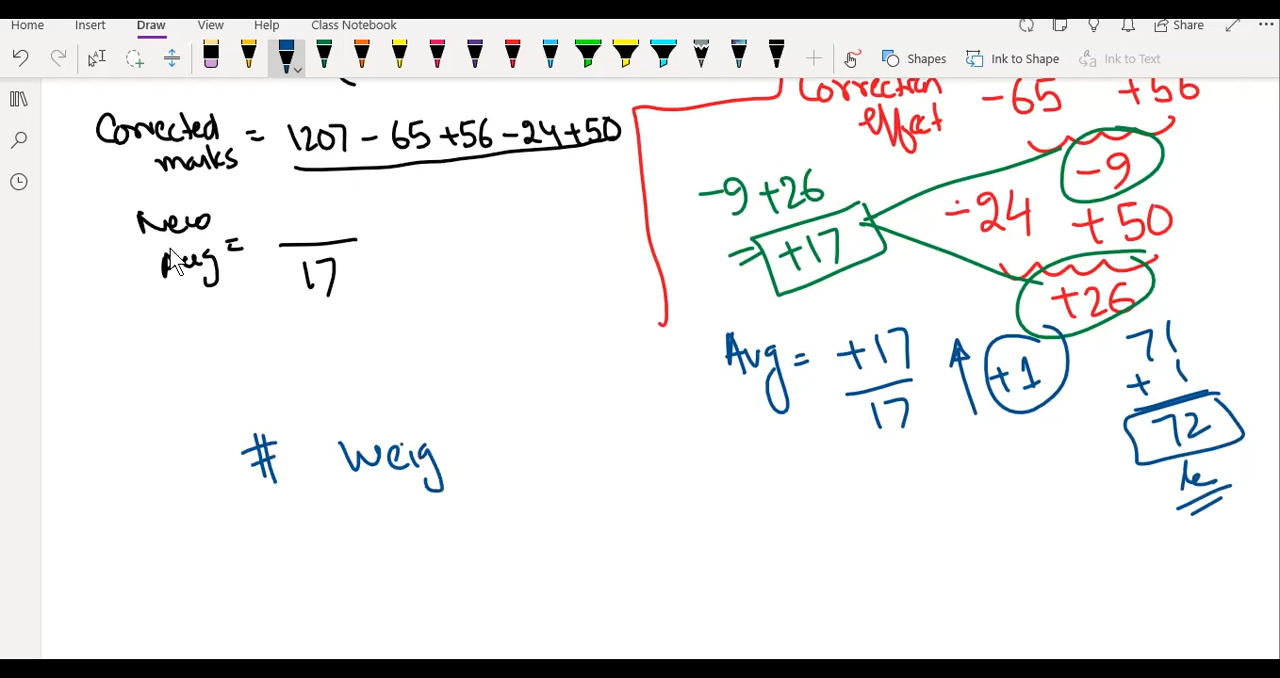 Home Insert Draw View Help Class Notebook Share
Shapes Ink to Shape Ink to Text
Correction effect -65 +56
Corrected marks = 1207 - 65 +56 - 24 +50
-9
-9 +26
-24 +50
= +17
+26
New Avg =
17
Avg = +17
17
+1
71
+ 1
72
# Weig